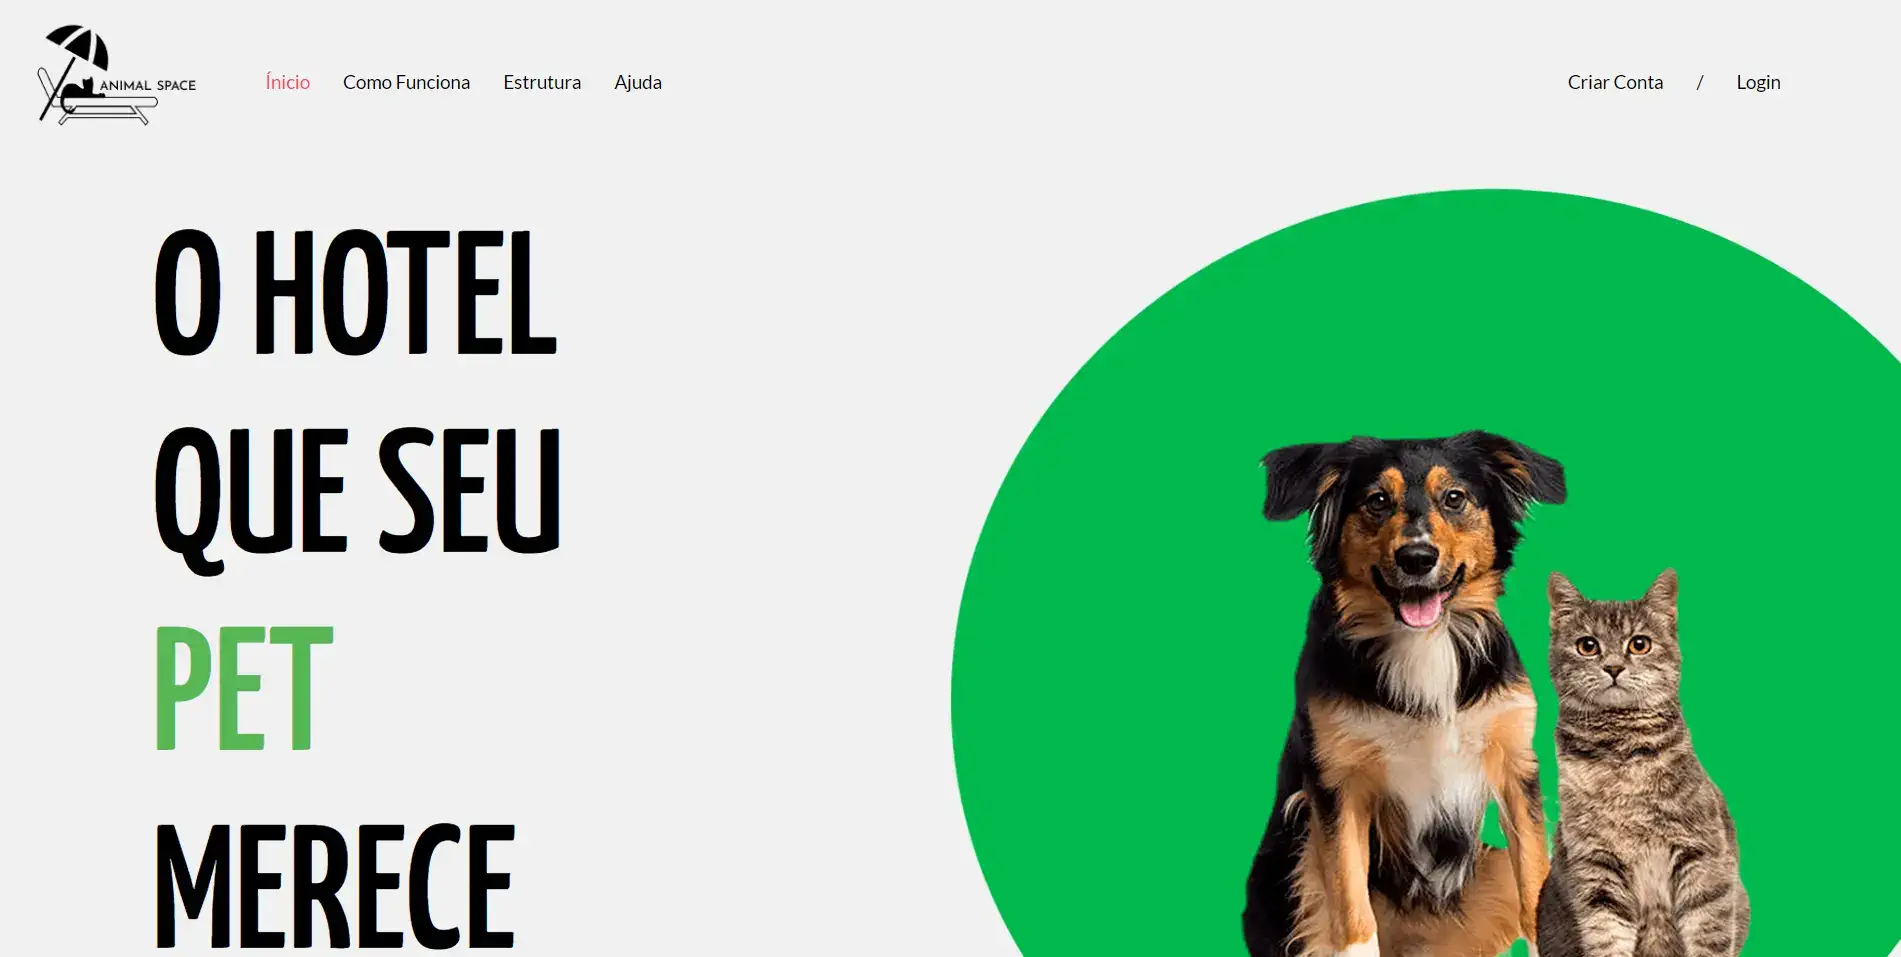 ANIMAL SPACE
Ínicio Como Funciona Estrutura Ajuda Criar Conta / Login
O HOTEL
QUE SEU
PET
MERECE